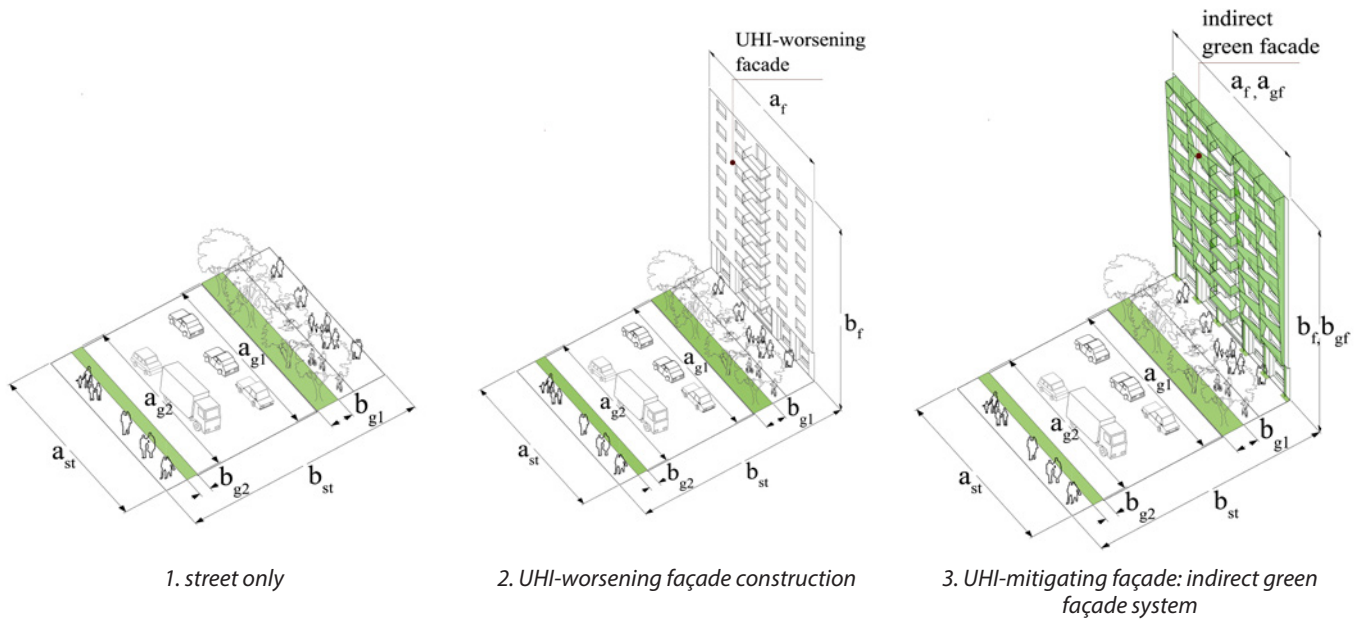 a_st
a_g2
a_g1
b_g1
b_g2
b_st
1. street only
UHI-worsening
facade
a_f
b_f
a_g1
a_g2
a_st
b_g1
b_g2
b_st
2. UHI-worsening façade construction
indirect
green facade
a_f, a_gf
b_f, b_gf
a_g1
a_g2
a_st
b_g1
b_g2
b_st
3. UHI-mitigating façade: indirect green
façade system